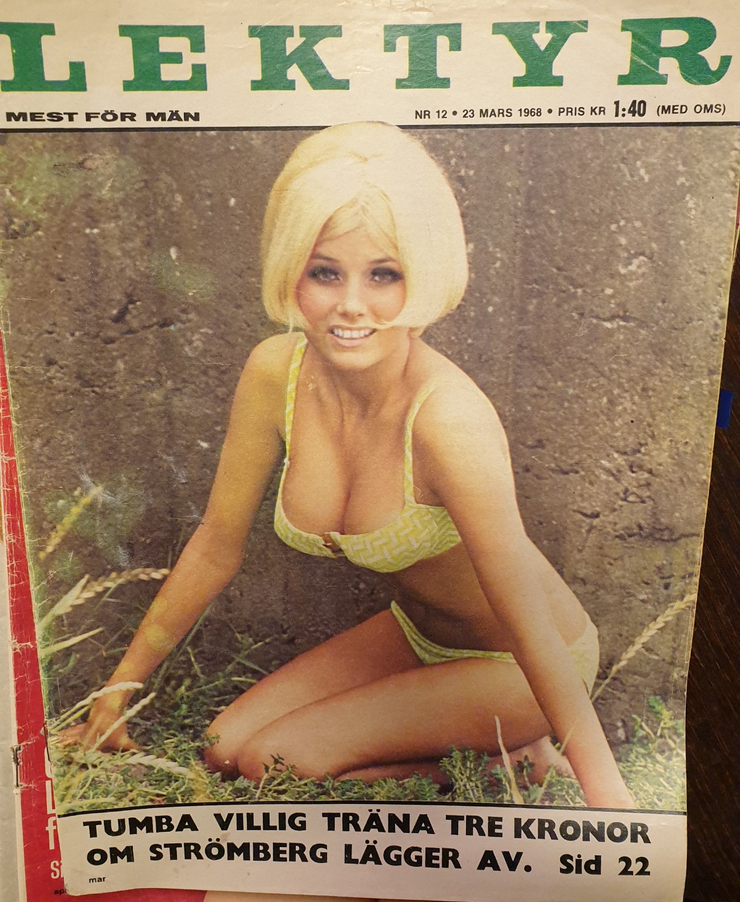 LEKTYR
MEST FÖR MÄN
NR 12 • 23 MARS 1968 • PRIS KR 1:40 (MED OMS)
TUMBA VILLIG TRÄNA TRE KRONOR
OM STRÖMBERG LÄGGER AV. Sid 22
mar